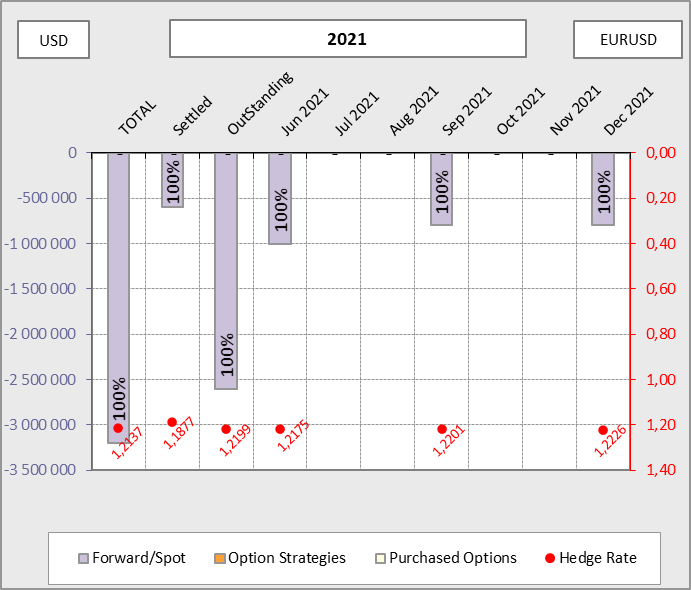 USD
2021
EURUSD
TOTAL
Settled
OutStanding
Jun 2021
Jul 2021
Aug 2021
Sep 2021
Oct 2021
Nov 2021
Dec 2021
0
-500 000
-1 000 000
-1 500 000
-2 000 000
-2 500 000
-3 000 000
-3 500 000
100%
100%
100%
100%
100%
100%
1,2137
1,1877
1,2199
1,2175
1,2201
1,2226
0,00
0,20
0,40
0,60
0,80
1,00
1,20
1,40
Forward/Spot
Option Strategies
Purchased Options
Hedge Rate